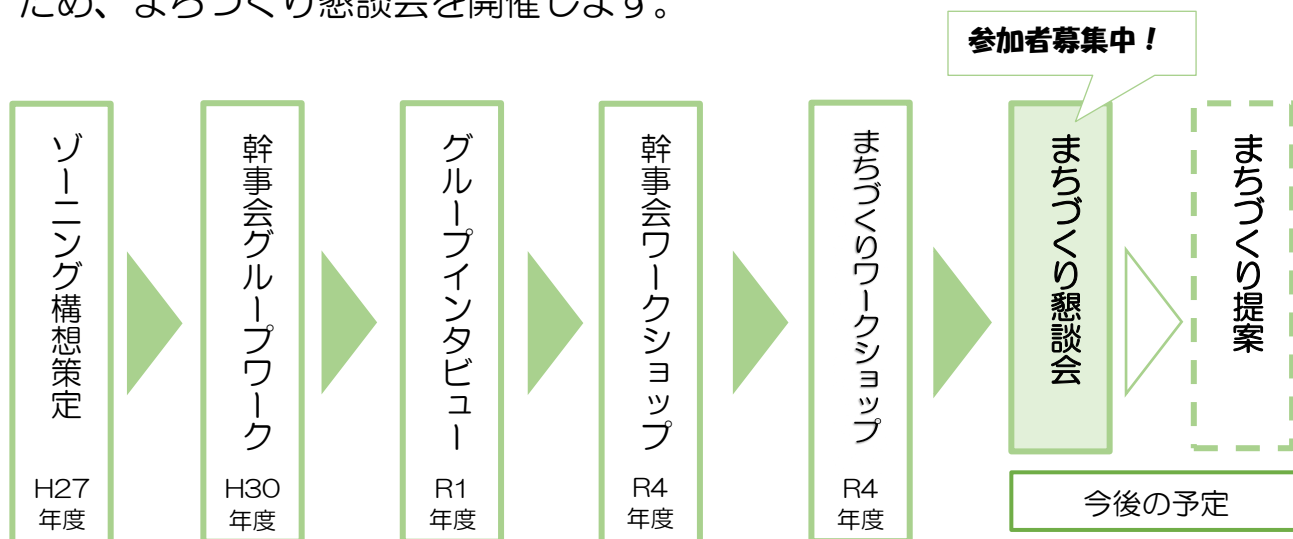 ため、まちづくり懇談会を開催します。
参加者募集中！
ゾーニング構想策定
H27
年度
幹事会グループワーク
H30
年度
グループインタビュー
R1
年度
幹事会ワークショップ
R4
年度
まちづくりワークショップ
R4
年度
まちづくり懇談会
まちづくり提案
今後の予定